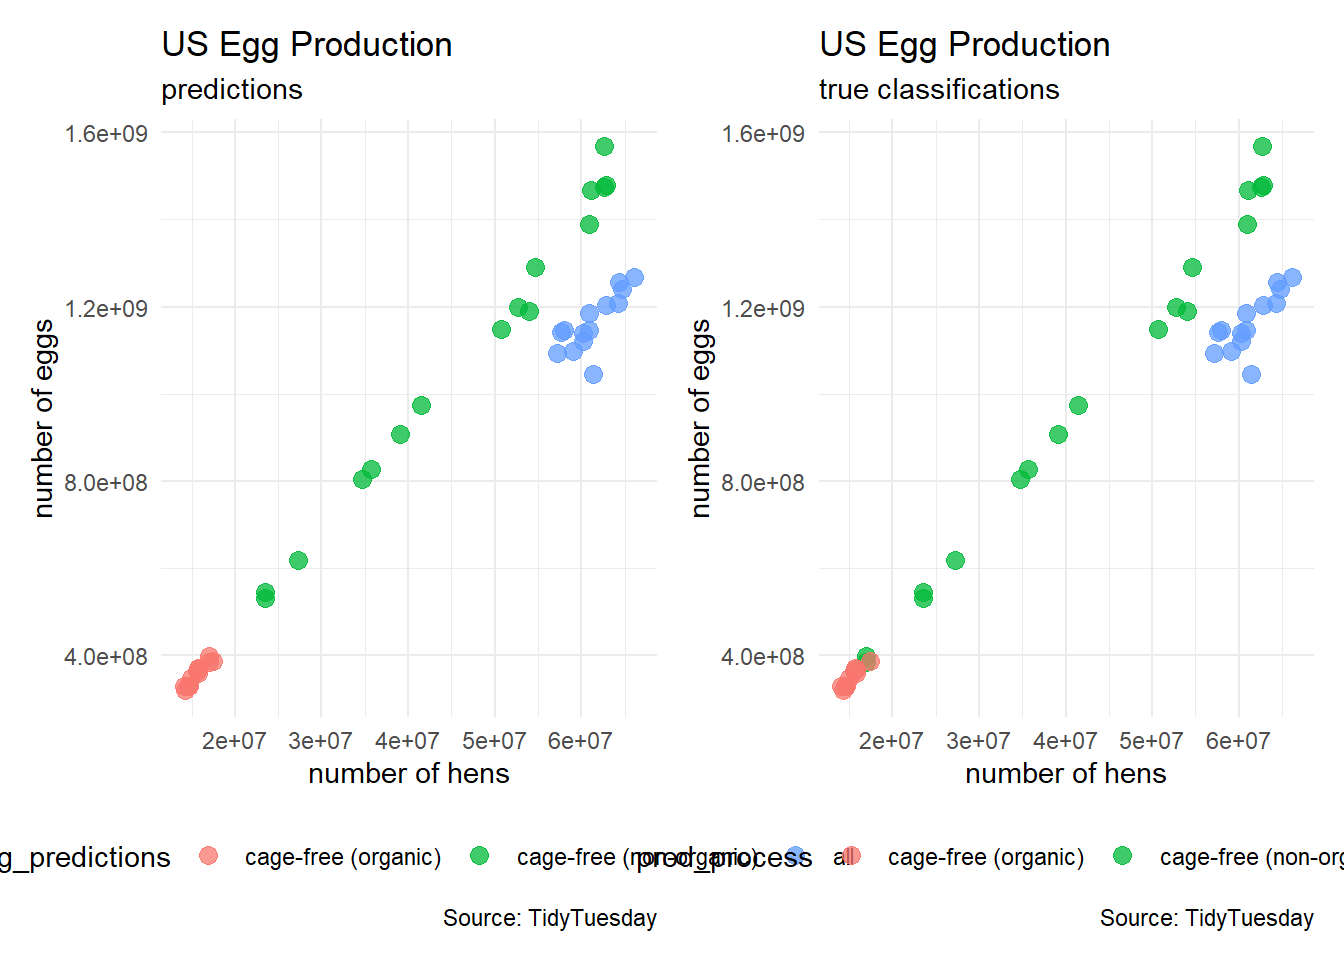 US Egg Production
predictions
1.6e+09
1.2e+09
8.0e+08
4.0e+08
number of eggs
2e+07 3e+07 4e+07 5e+07 6e+07
number of hens
g_predictions cage-free (organic) cage-free (non-organic) all
Source: TidyTuesday
US Egg Production
true classifications
1.6e+09
1.2e+09
8.0e+08
4.0e+08
number of eggs
2e+07 3e+07 4e+07 5e+07 6e+07
number of hens
prod_process cage-free (organic) cage-free (non-org
Source: TidyTuesday